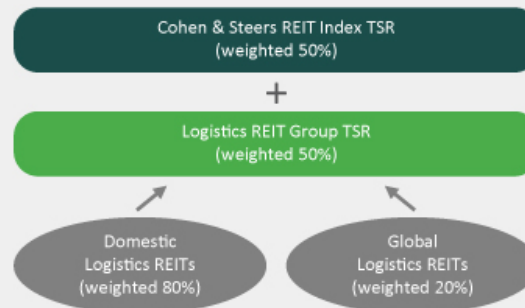 Cohen & Steers REIT Index TSR
(weighted 50%)
+
Logistics REIT Group TSR
(weighted 50%)
Domestic
Logistics REITs
(weighted 80%)
Global
Logistics REITs
(weighted 20%)